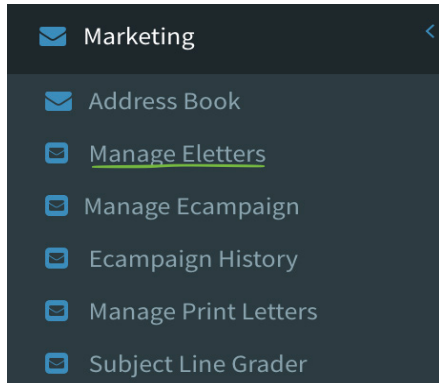 Marketing
Address Book
Manage Eletters
Manage Ecampaign
Ecampaign History
Manage Print Letters
Subject Line Grader